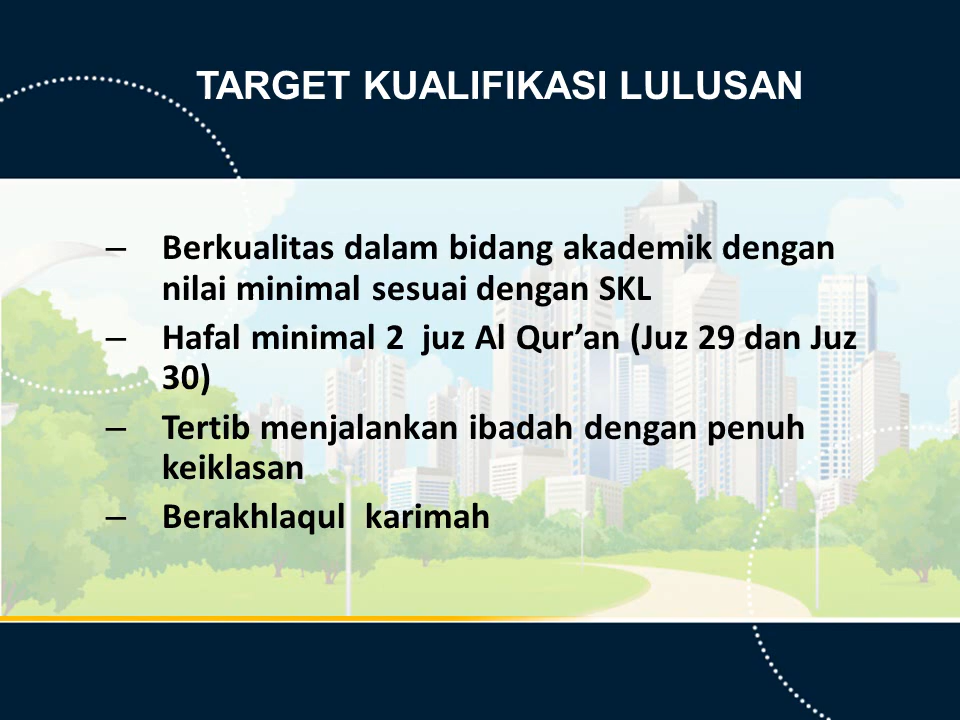 TARGET KUALIFIKASI LULUSAN
– Berkualitas dalam bidang akademik dengan
nilai minimal sesuai dengan SKL
– Hafal minimal 2  juz Al Qur’an (Juz 29 dan Juz
30)
– Tertib menjalankan ibadah dengan penuh
keiklasan
– Berakhlaqul  karimah